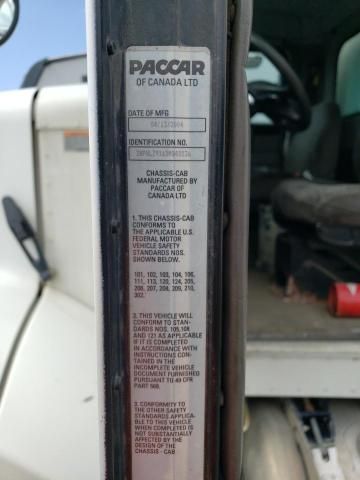 PACCAR
OF CANADA LTD
DATE OF MFG
08/13/2004
IDENTIFICATION NO.
CHASSIS-CAB
MANUFACTURED BY
PACCAR OF
CANADA LTD
1. THIS CHASSIS-CAB
CONFORMS TO
THE APPLICABLE U.S.
FEDERAL MOTOR
VEHICLE SAFETY
STANDARDS NOS.
SHOWN BELOW.
101, 102, 103, 104, 106,
111, 113, 120, 124, 205,
206, 207, 208, 209, 210,
302.
2. THIS VEHICLE WILL
CONFORM TO STAN-
DARDS NOS. 105, 108
AND 121 AS APPLICABLE
IF IT IS COMPLETED
IN ACCORDANCE WITH
INSTRUCTIONS CON-
TAINED IN THE
INCOMPLETE VEHICLE
DOCUMENT FURNISHED
PURSUANT TO 49 CFR
PART 568.
3. CONFORMITY TO
THE OTHER SAFETY
STANDARDS APPLICABLE
TO THIS VEHICLE
WHEN COMPLETED IS
NOT SUBSTANTIALLY
AFFECTED BY THE
DESIGN OF THE
CHASSIS - CAB